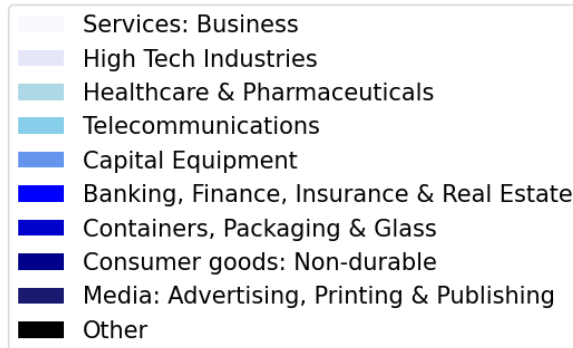 Services: Business
High Tech Industries
Healthcare & Pharmaceuticals
Telecommunications
Capital Equipment
Banking, Finance, Insurance & Real Estate
Containers, Packaging & Glass
Consumer goods: Non-durable
Media: Advertising, Printing & Publishing
Other